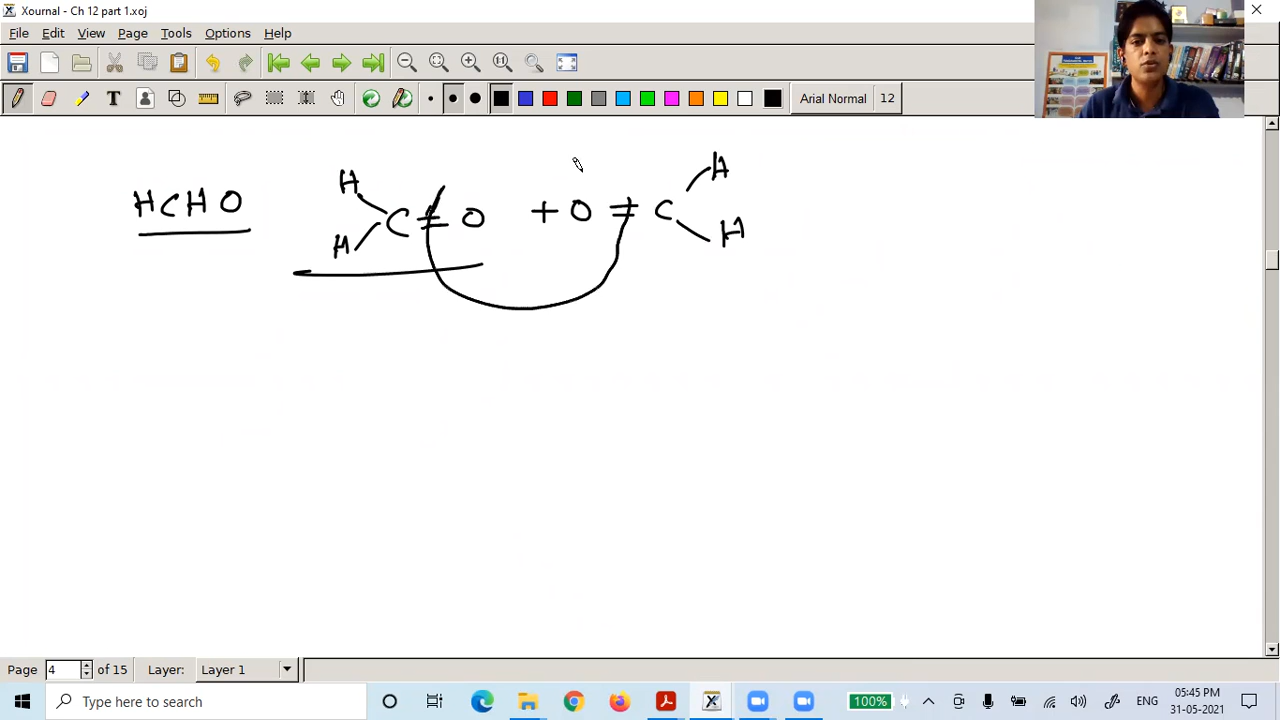 Xournal - Ch 12 part 1.xoj
File Edit View Page Tools Options Help
Arial Normal 12
HCHO
H
H
C = O + O = C
H
H
Page 4 of 15 Layer: Layer 1
Type here to search
100%
ENG
05:45 PM
31-05-2021